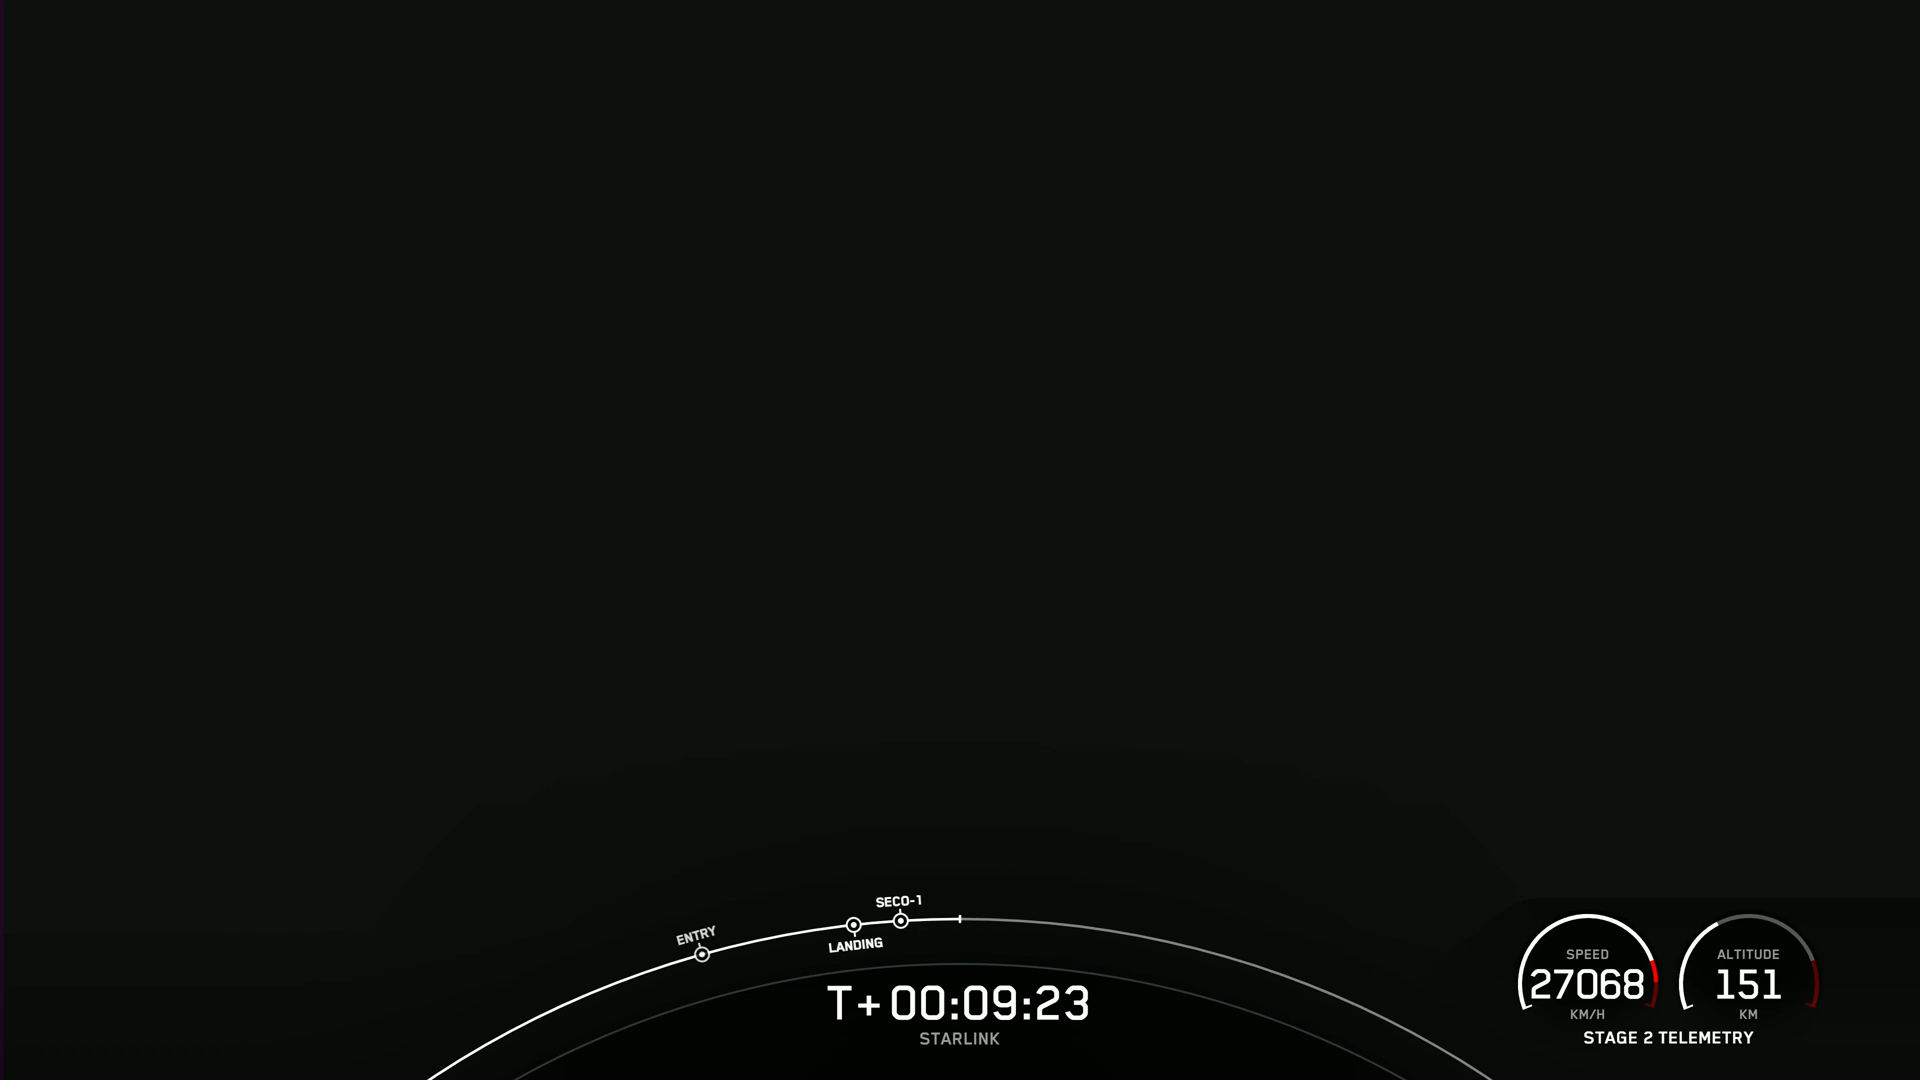 SECO-1
ENTRY
LANDING
T+00:09:23
STARLINK
SPEED
27068
KM/H
ALTITUDE
151
KM
STAGE 2 TELEMETRY